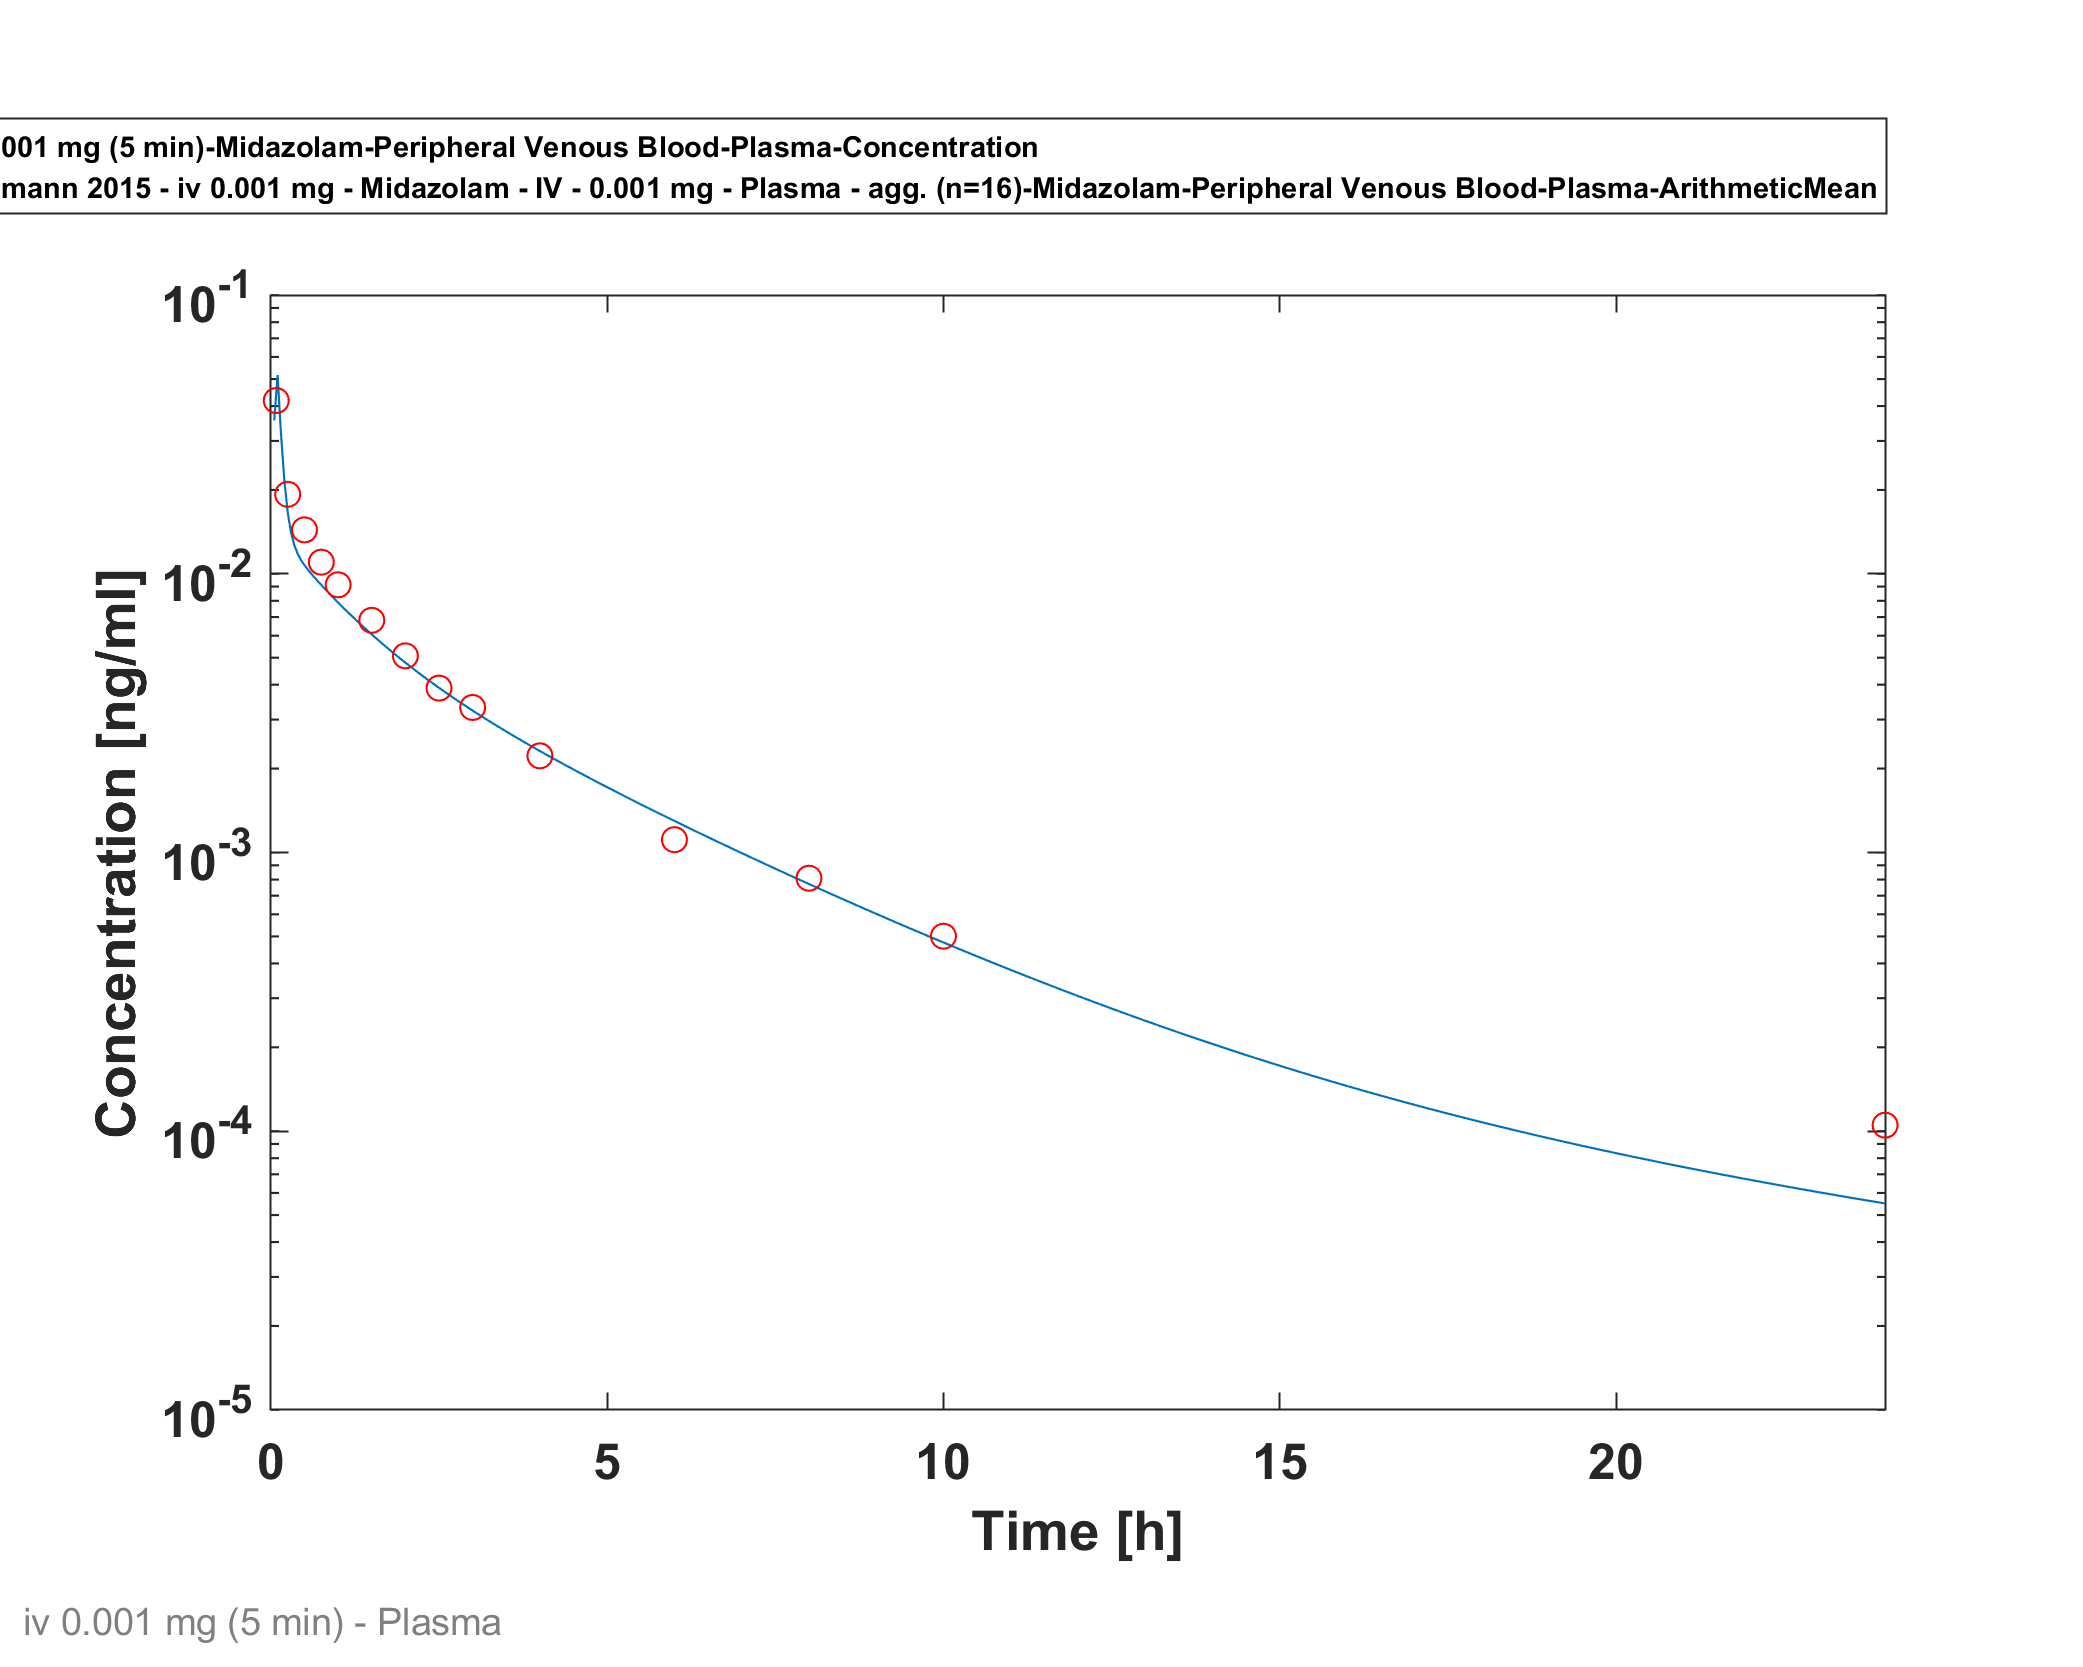 001 mg (5 min)-Midazolam-Peripheral Venous Blood-Plasma-Concentration
mann 2015 - iv 0.001 mg - Midazolam - IV - 0.001 mg - Plasma - agg. (n=16)-Midazolam-Peripheral Venous Blood-Plasma-ArithmeticMean
10^-1
10^-2
10^-3
10^-4
10^-5
Concentration [ng/ml]
0 5 10 15 20
Time [h]
iv 0.001 mg (5 min) - Plasma